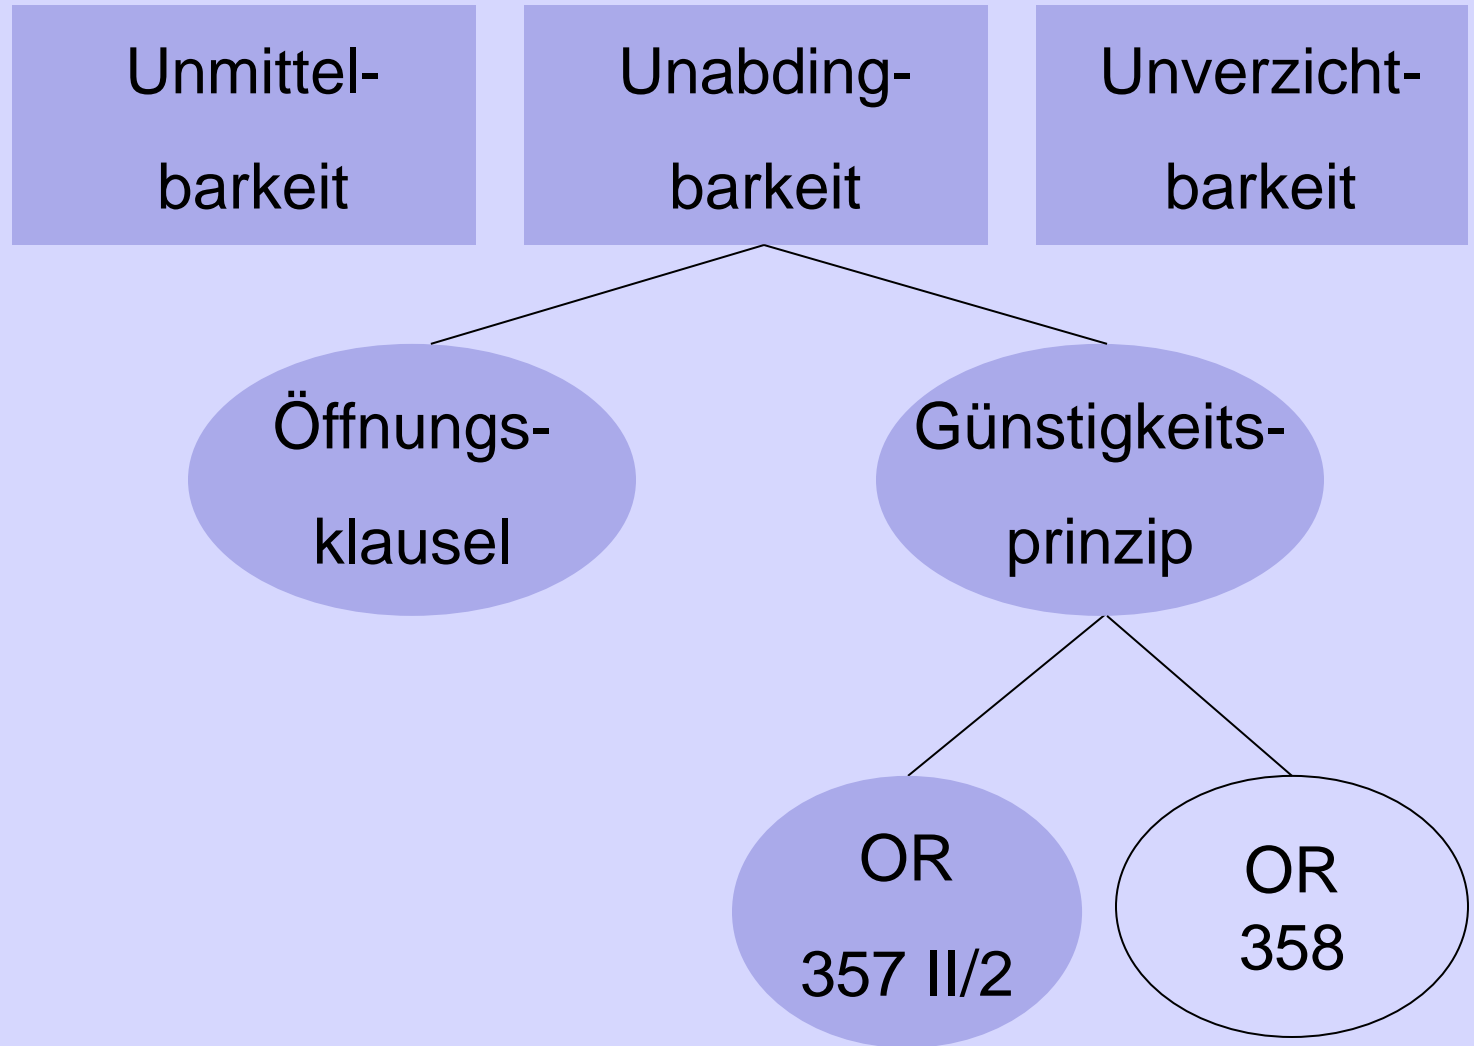 Unmittel-
barkeit
Unabding-
barkeit
Unverzicht-
barkeit
Öffnungs-
klausel
Günstigkeits-
prinzip
OR
357 II/2
OR
358